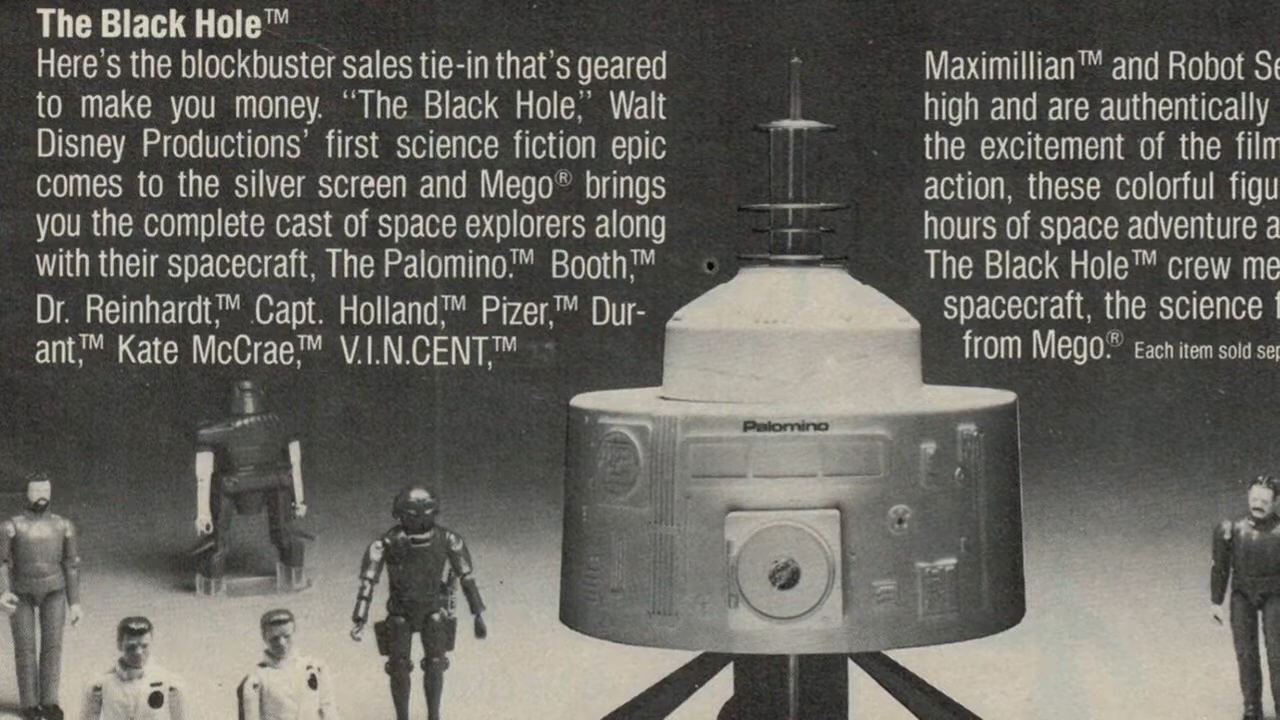 The Black Hole™
Here's the blockbuster sales tie-in that's geared
to make you money. “The Black Hole,” Walt
Disney Productions' first science fiction epic
comes to the silver screen and Mego® brings
you the complete cast of space explorers along
with their spacecraft, The Palomino.™ Booth,™
Dr. Reinhardt,™ Capt. Holland,™ Pizer,™ Dur-
ant,™ Kate McCrae,™ V.I.N.CENT,™
Maximillian™ and Robot Se
high and are authentically
the excitement of the film
action, these colorful figu
hours of space adventure a
The Black Hole™ crew me
spacecraft, the science
from Mego.® Each item sold sep
Palomino